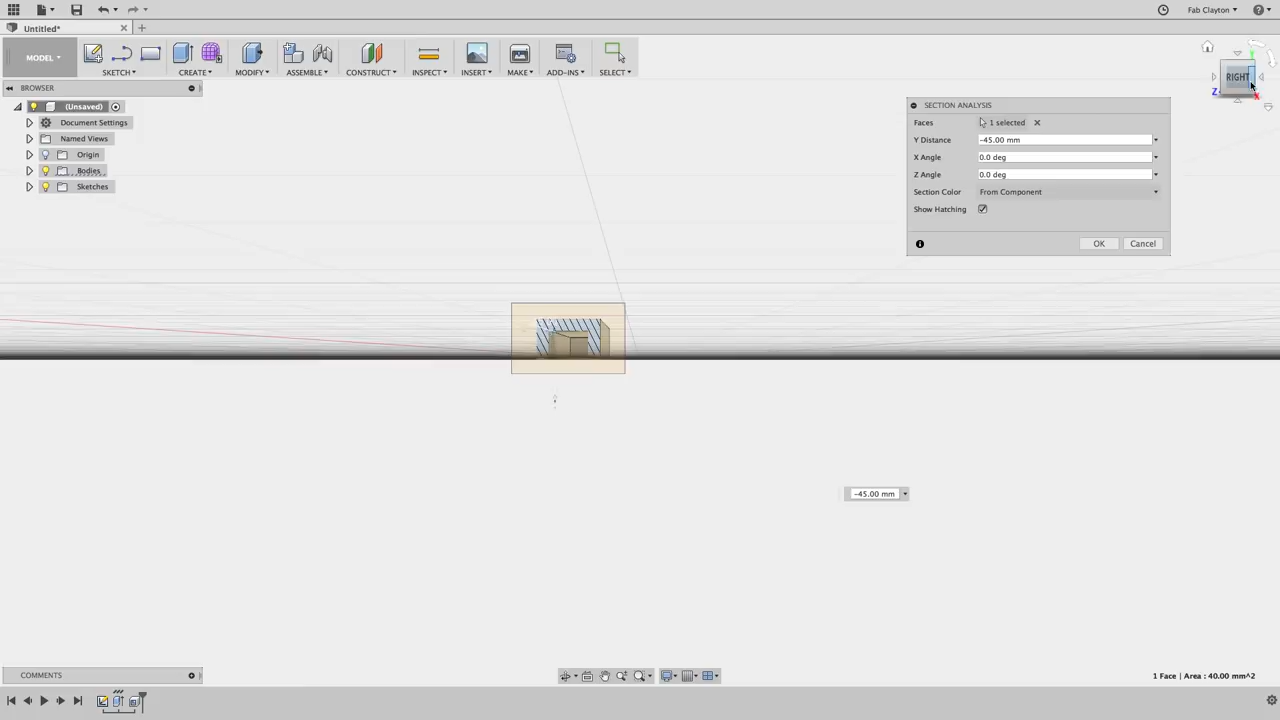 Fab Clayton
Untitled*
MODEL
SKETCH
CREATE
MODIFY
ASSEMBLE
CONSTRUCT
INSPECT
INSERT
MAKE
ADD-INS
SELECT
RIGHT
Z
X
BROWSER
(Unsaved)
Document Settings
Named Views
Origin
Bodies
Sketches
SECTION ANALYSIS
Faces 1 selected
Y Distance -45.00 mm
X Angle 0.0 deg
Z Angle 0.0 deg
Section Color From Component
Show Hatching
OK Cancel
-45.00 mm
COMMENTS
1 Face | Area : 40.00 mm^2